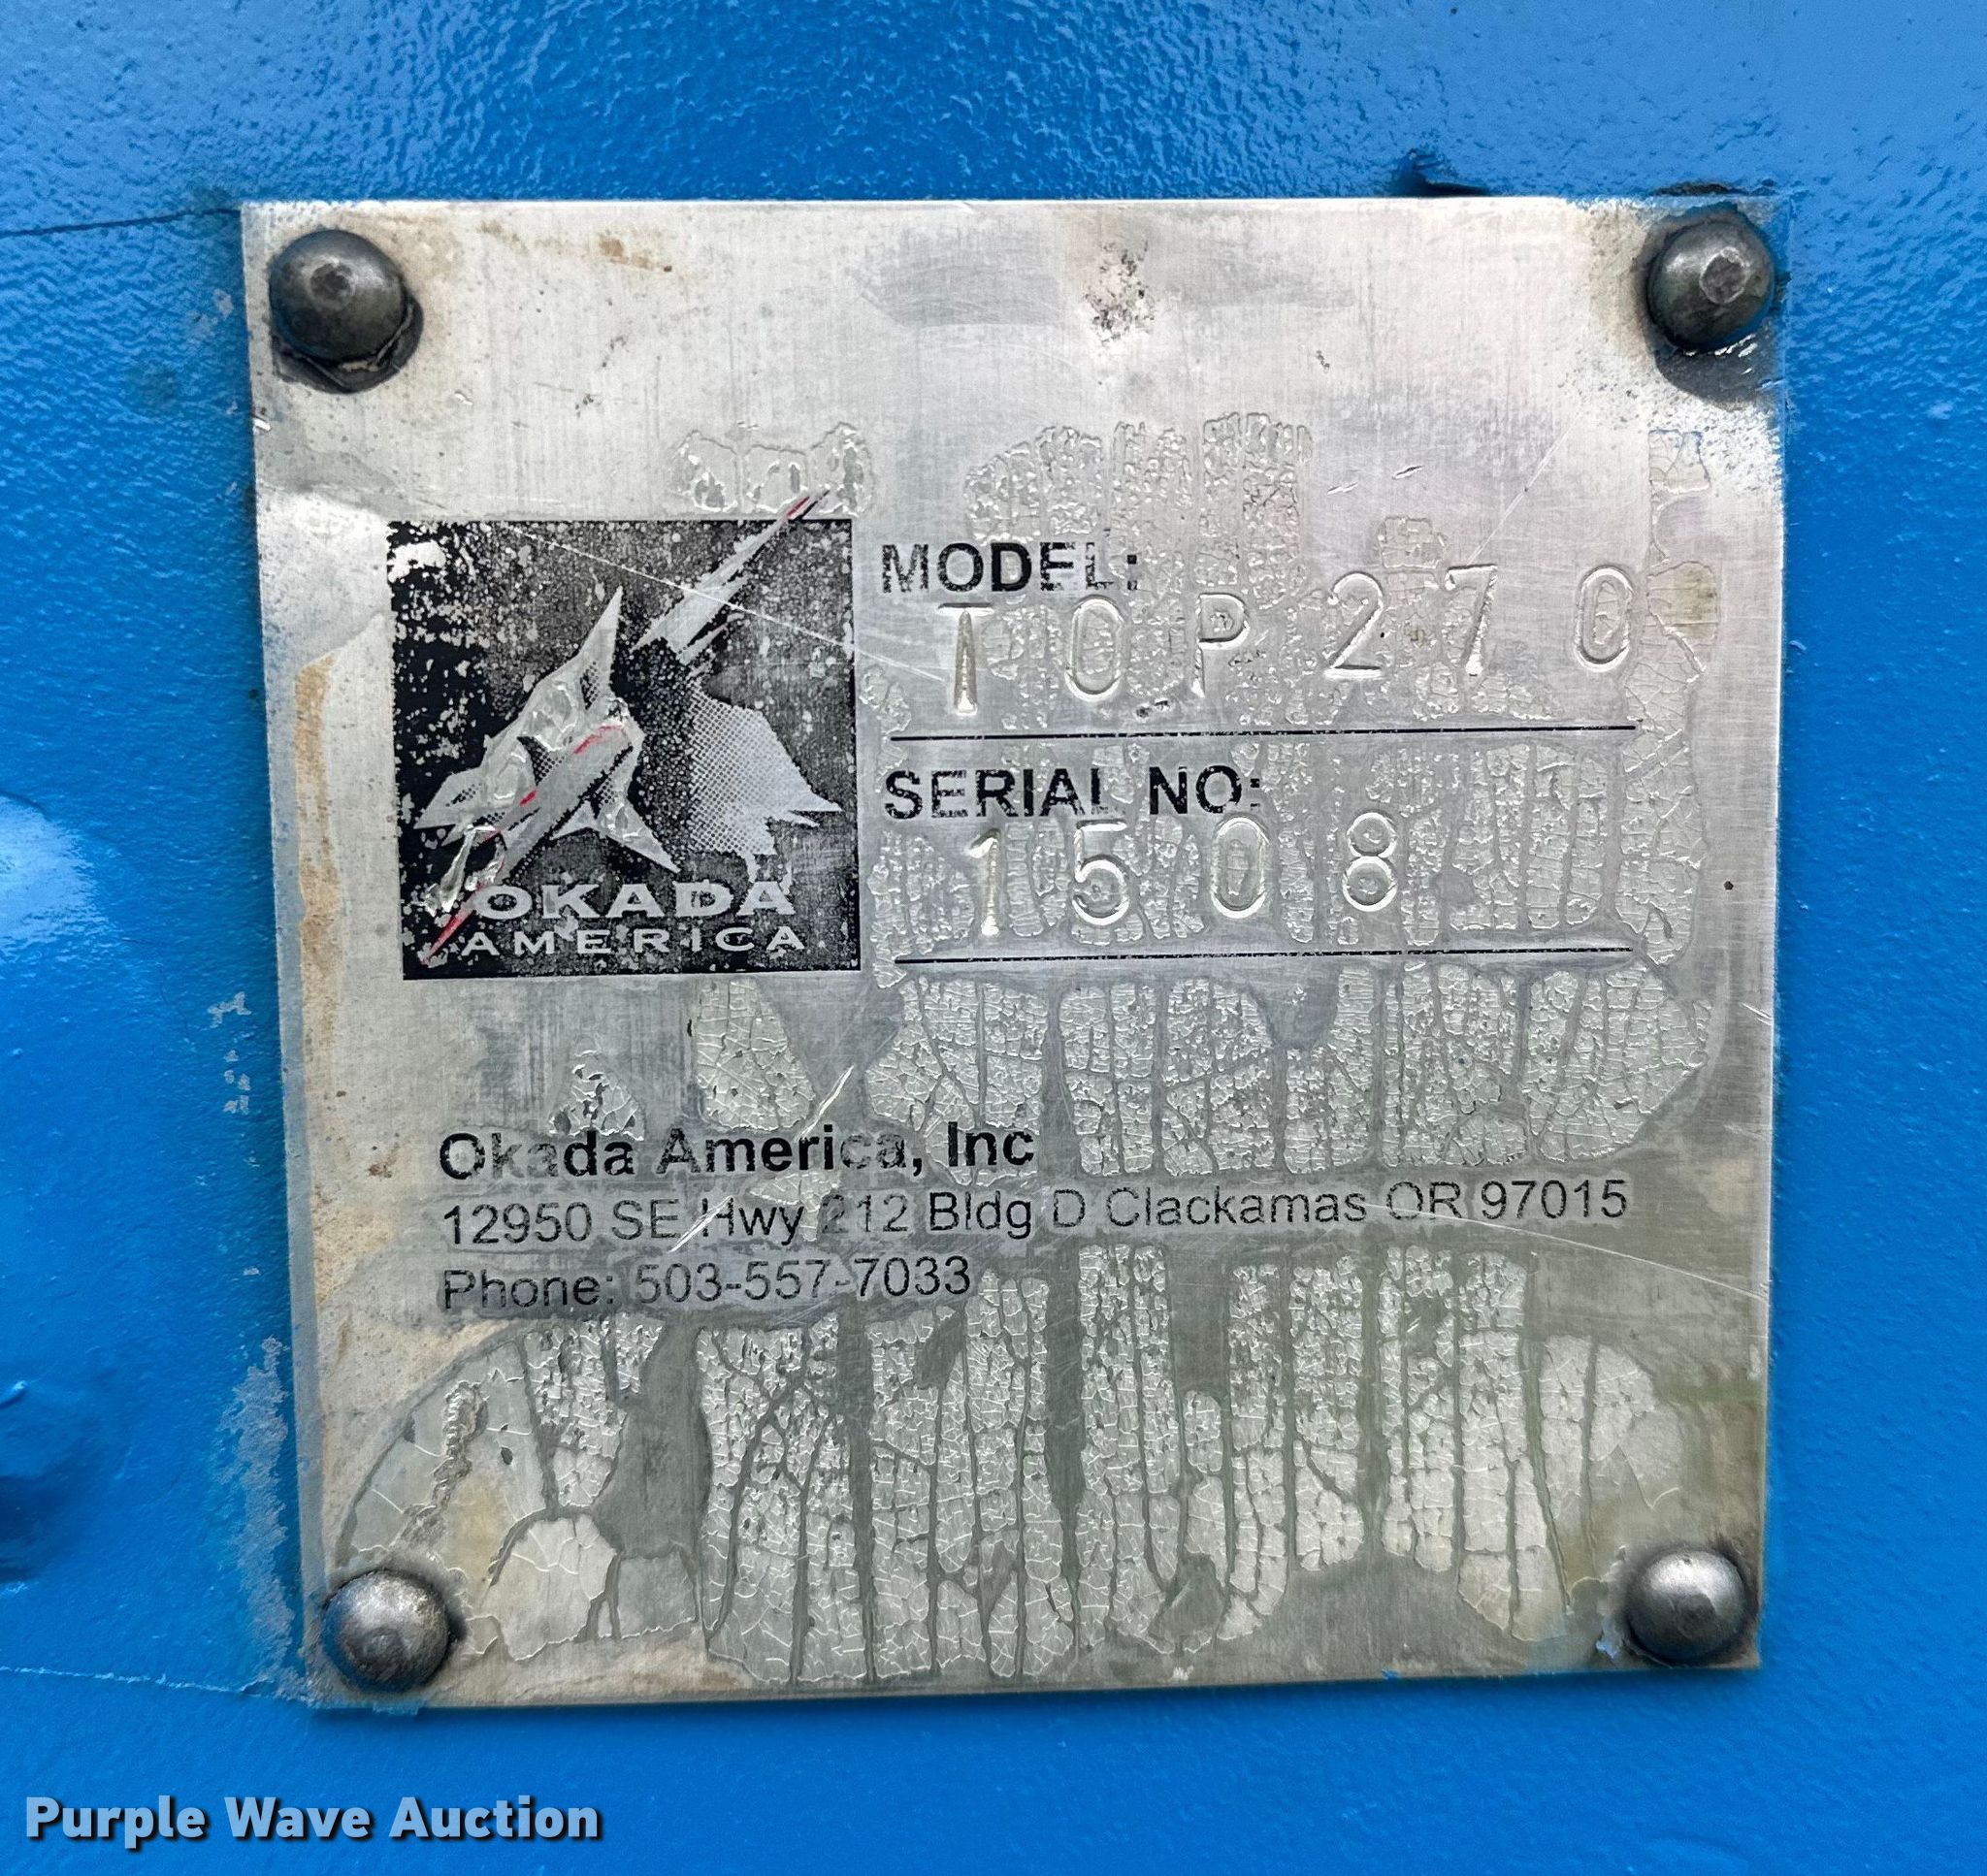 MODEL:
TOP270
SERIAL NO:
1508
OKADA
AMERICA
Okada America, Inc
12950 SE Hwy 212 Bldg D Clackamas OR 97015
Phone: 503-557-7033
Purple Wave Auction